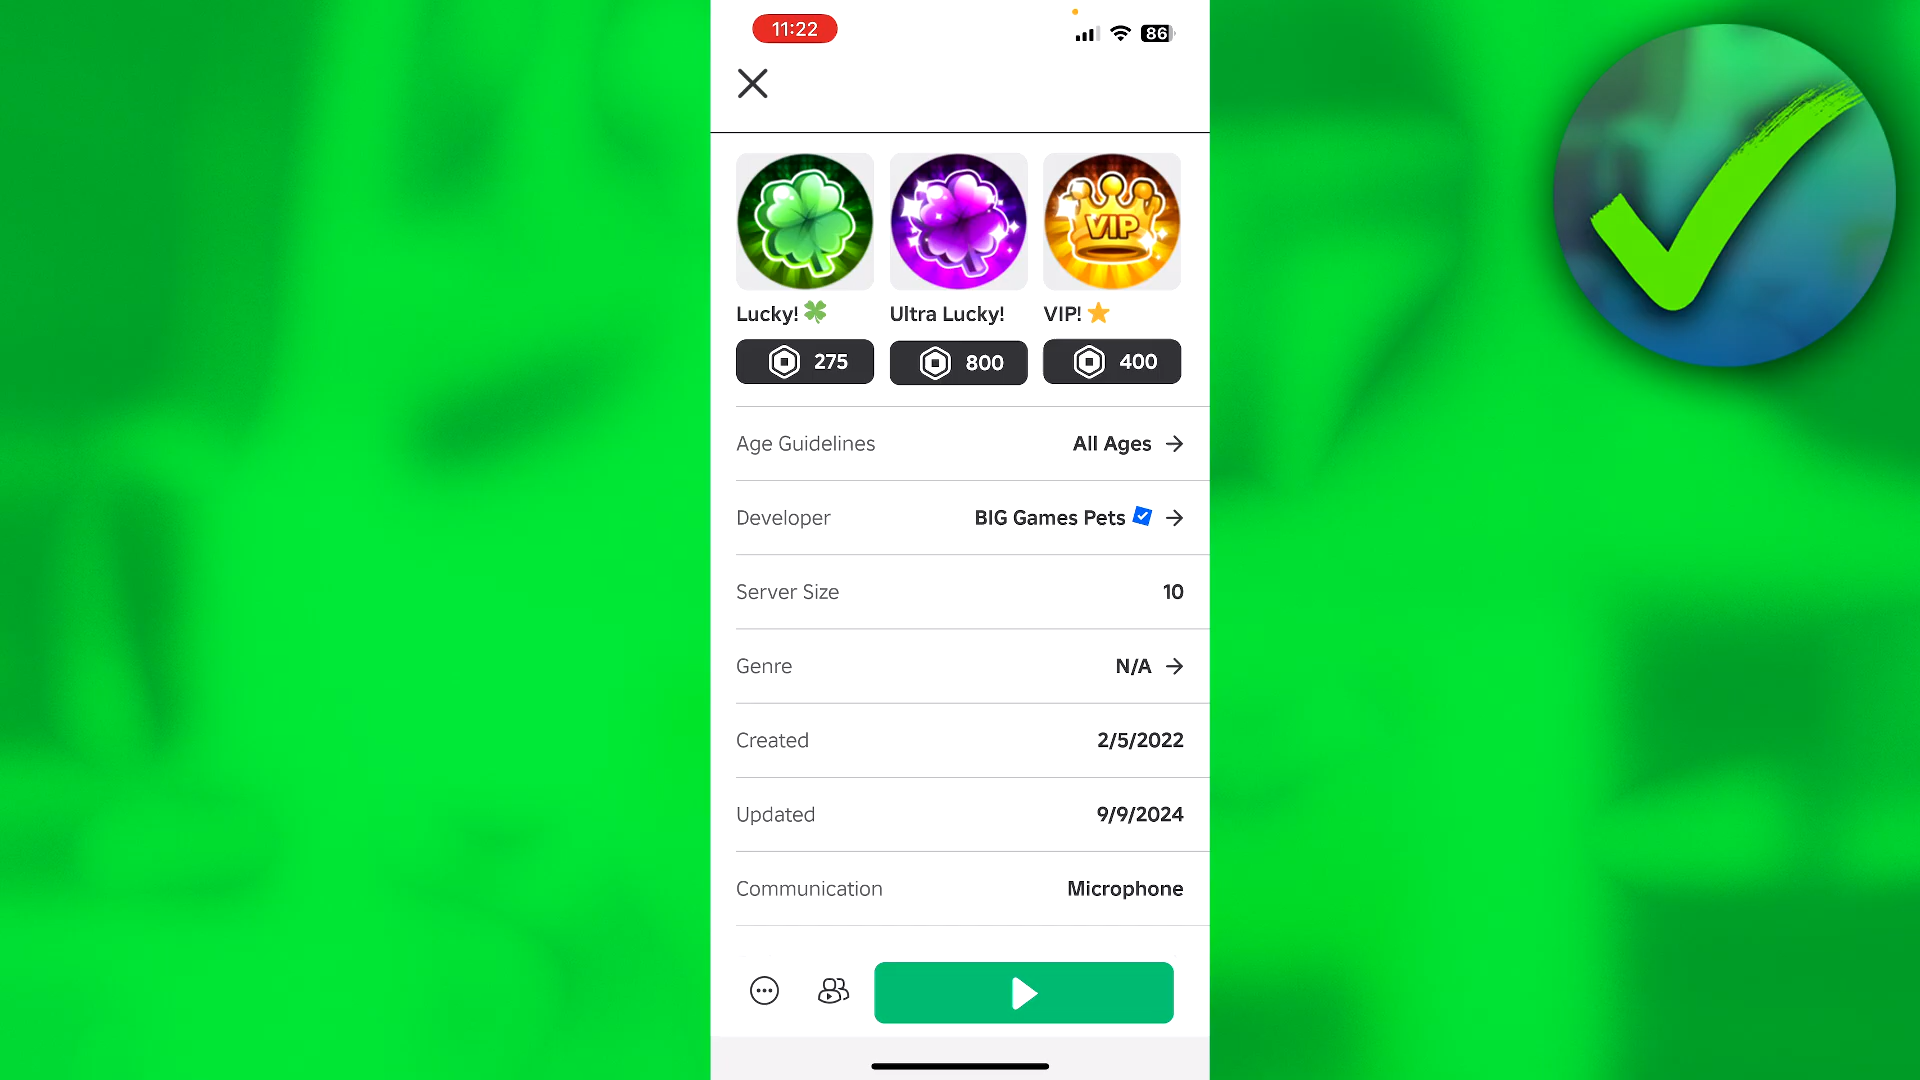 11:22
86
VIP
Lucky! 🍀 Ultra Lucky! VIP! ⭐
275 800 400
Age Guidelines All Ages →
Developer BIG Games Pets →
Server Size 10
Genre N/A →
Created 2/5/2022
Updated 9/9/2024
Communication Microphone